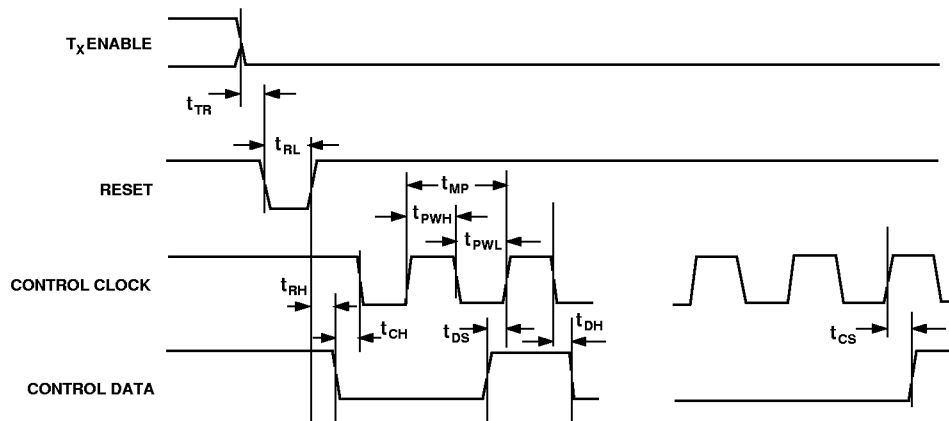 TX ENABLE
tTR
tRL
RESET
tMP
tPWH
tPWL
CONTROL CLOCK
tRH
tCH
tDS
tDH
tCS
CONTROL DATA